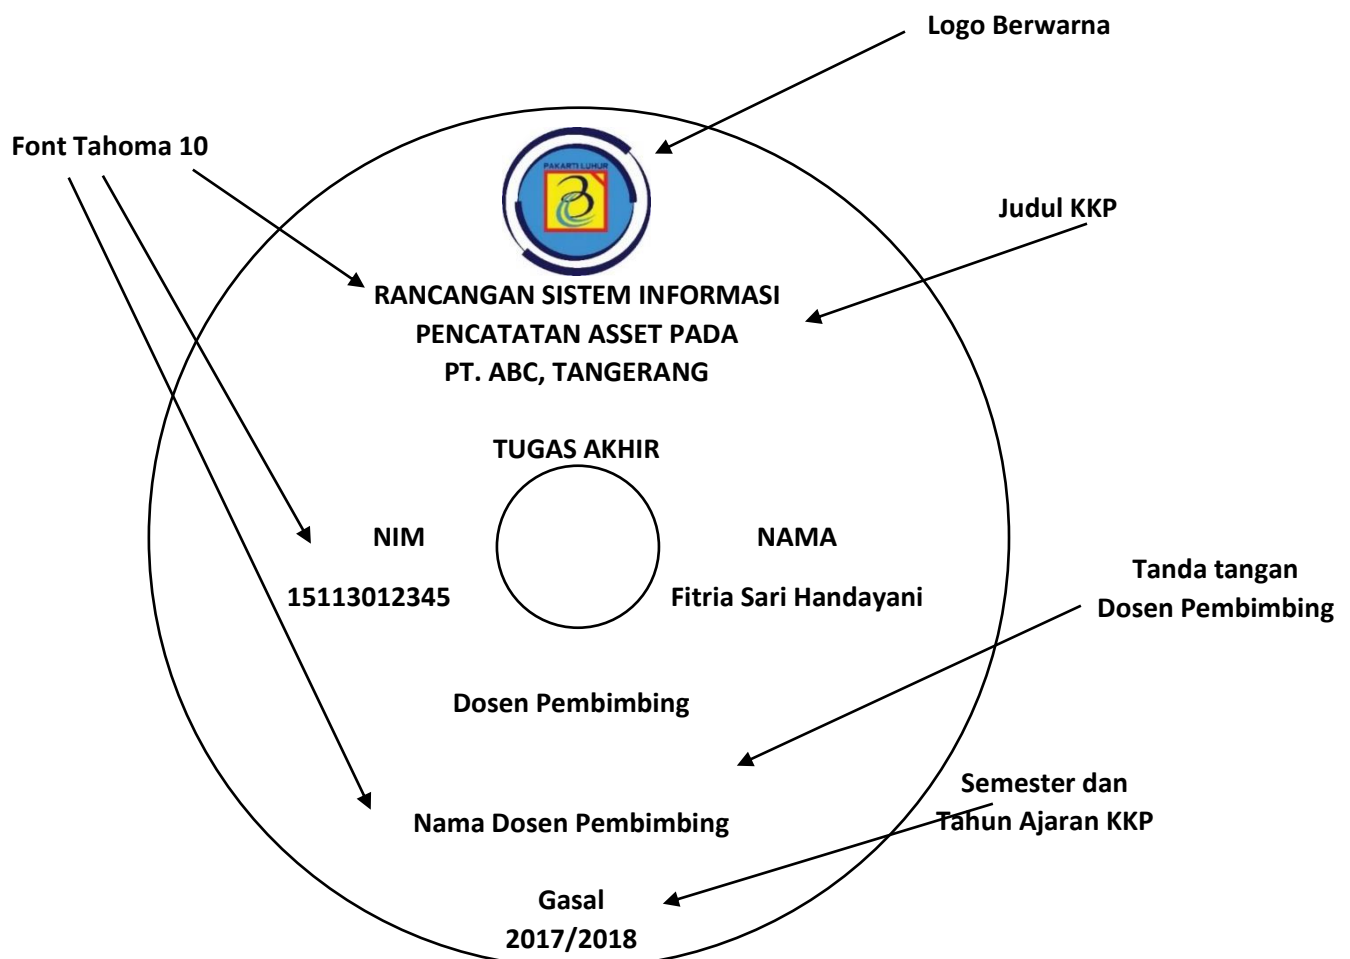 Logo Berwarna
Font Tahoma 10
PAKARTI LUHUR
Judul KKP
RANCANGAN SISTEM INFORMASI
PENCATATAN ASSET PADA
PT. ABC, TANGERANG
TUGAS AKHIR
NIM
NAMA
15113012345
Fitria Sari Handayani
Tanda tangan
Dosen Pembimbing
Dosen Pembimbing
Nama Dosen Pembimbing
Semester dan
Tahun Ajaran KKP
Gasal
2017/2018